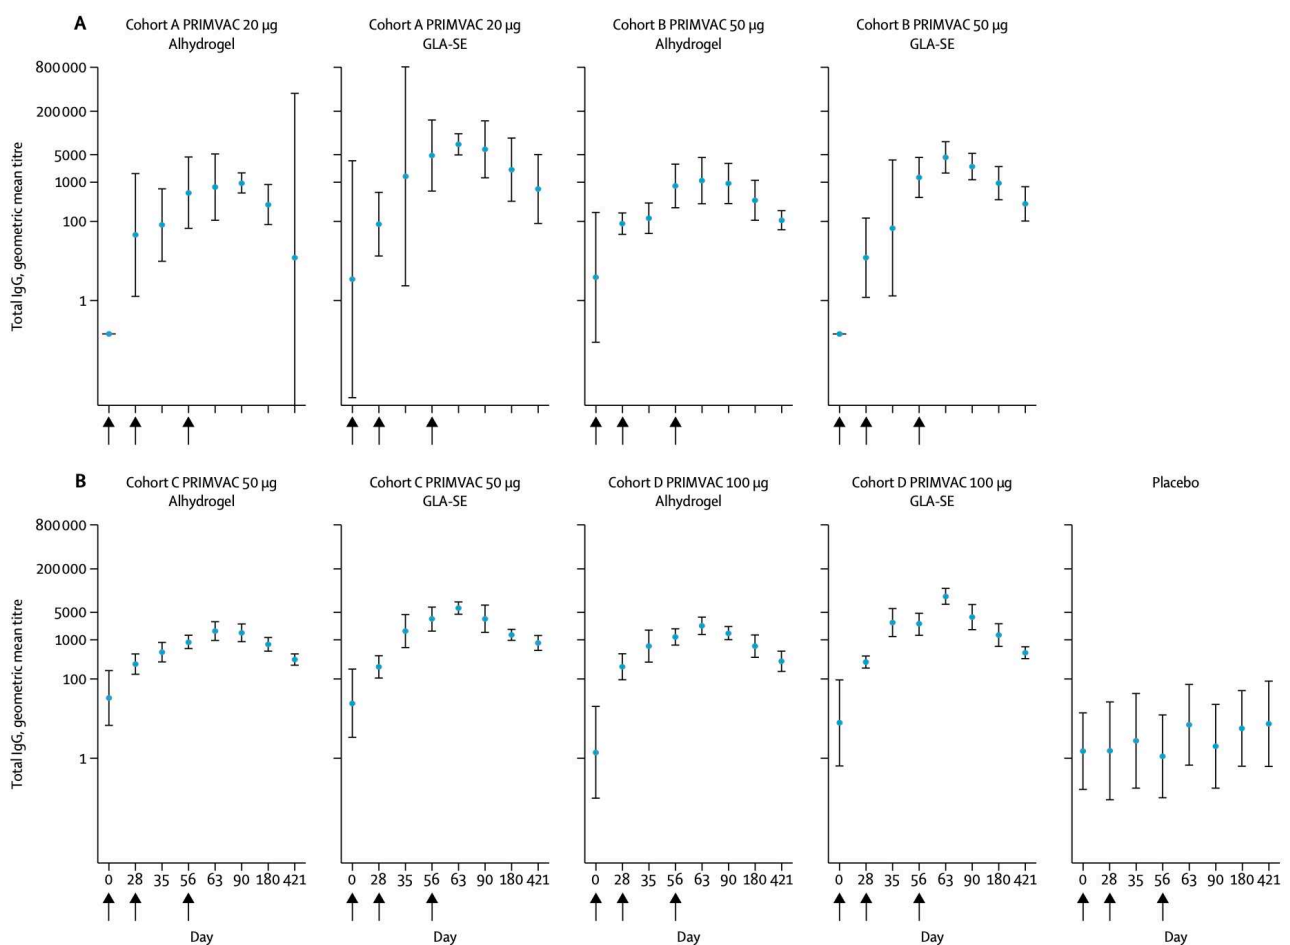 A
Cohort A PRIMVAC 20 µg
Alhydrogel
Cohort A PRIMVAC 20 µg
GLA-SE
Cohort B PRIMVAC 50 µg
Alhydrogel
Cohort B PRIMVAC 50 µg
GLA-SE
Total IgG, geometric mean titre
800 000
200 000
5000
1000
100
1
B
Cohort C PRIMVAC 50 µg
Alhydrogel
Cohort C PRIMVAC 50 µg
GLA-SE
Cohort D PRIMVAC 100 µg
Alhydrogel
Cohort D PRIMVAC 100 µg
GLA-SE
Placebo
Total IgG, geometric mean titre
800 000
200 000
5000
1000
100
1
0 28 35 56 63 90 180 421
0 28 35 56 63 90 180 421
0 28 35 56 63 90 180 421
0 28 35 56 63 90 180 421
0 28 35 56 63 90 180 421
Day
Day
Day
Day
Day